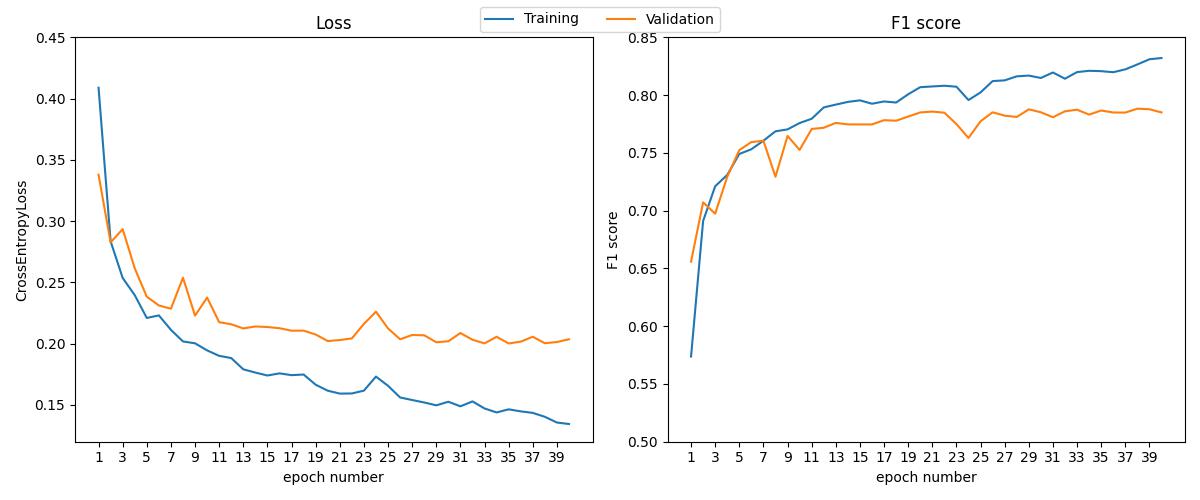 Training Validation
Loss
CrossEntropyLoss
0.45
0.40
0.35
0.30
0.25
0.20
0.15
1 3 5 7 9 11 13 15 17 19 21 23 25 27 29 31 33 35 37 39
epoch number
F1 score
F1 score
0.85
0.80
0.75
0.70
0.65
0.60
0.55
0.50
1 3 5 7 9 11 13 15 17 19 21 23 25 27 29 31 33 35 37 39
epoch number